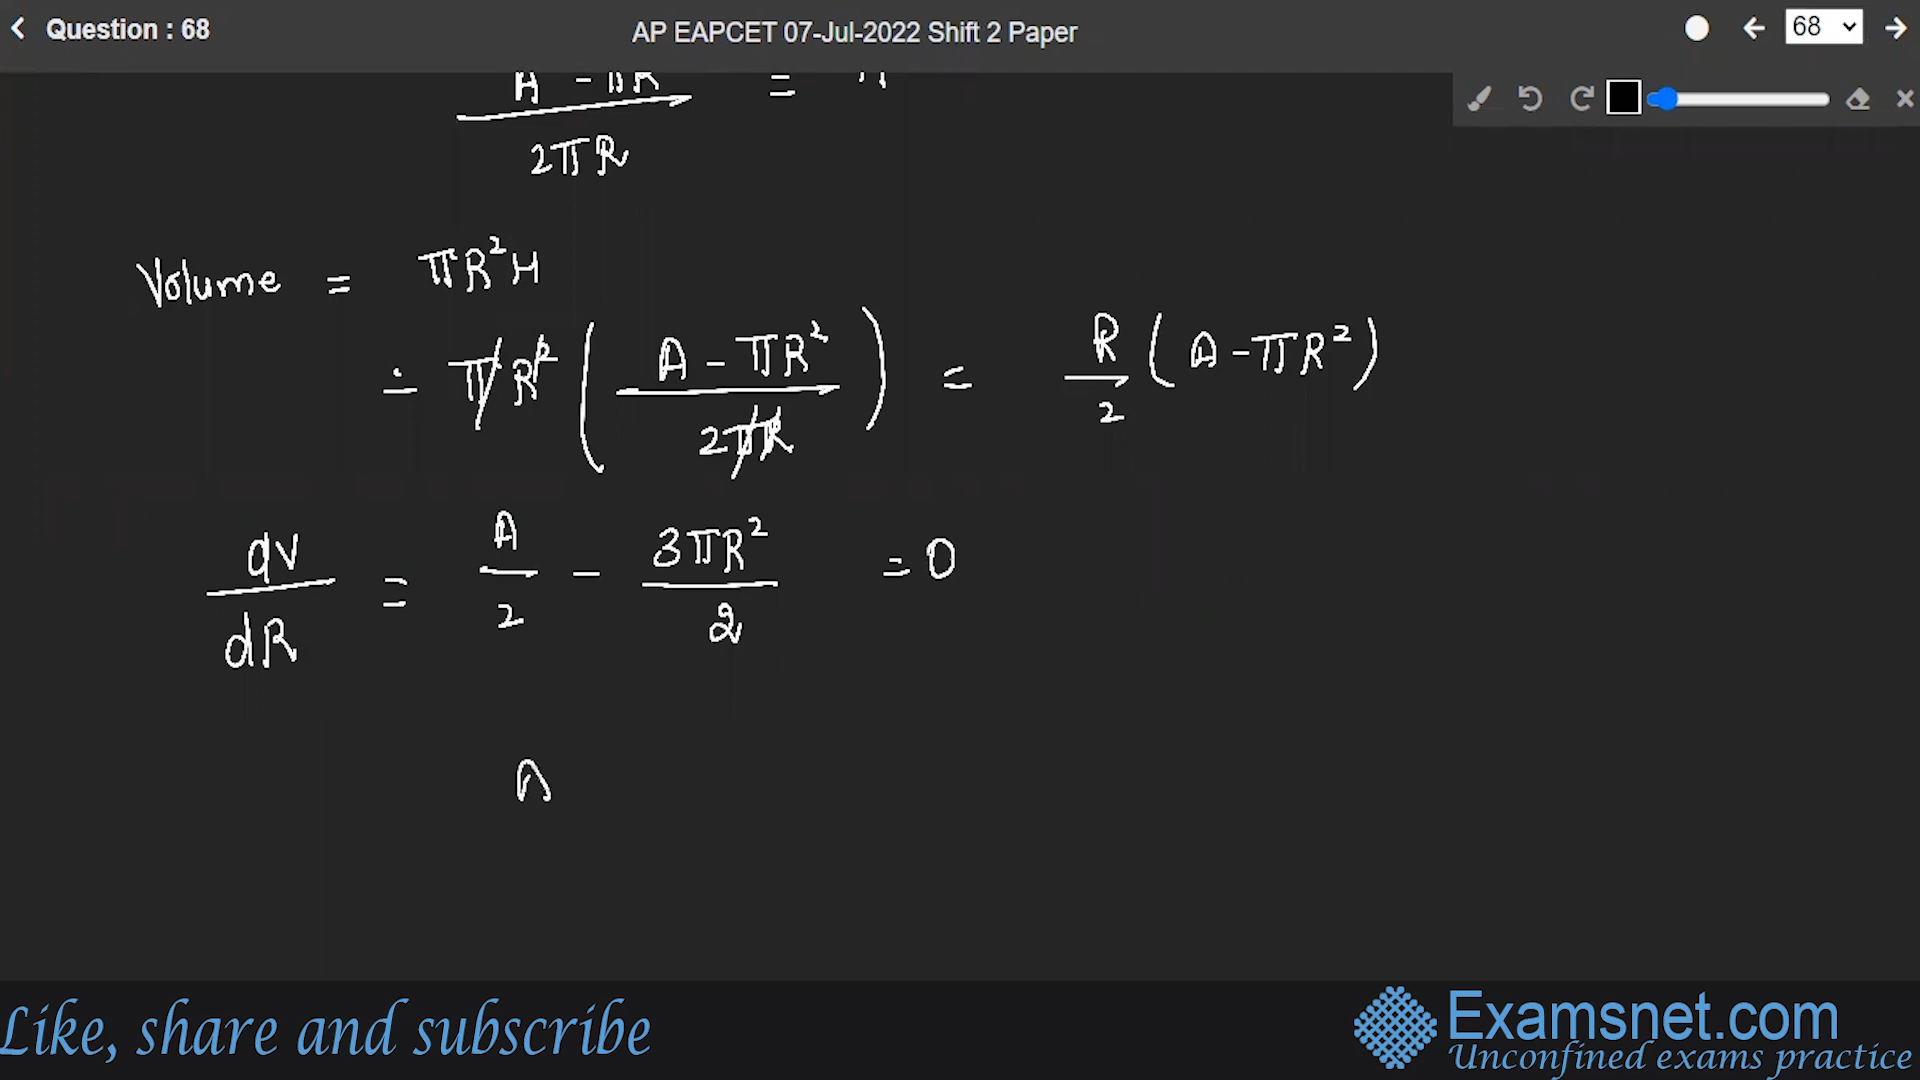 Question : 68
AP EAPCET 07-Jul-2022 Shift 2 Paper
68
A - πR
=
2πR
Volume = πR²H
= πR² ( A - πR² / 2πR ) = R/2 ( A - πR² )
dV/dR = A/2 - 3πR²/2 = 0
A
Like, share and subscribe
Examsnet.com
Unconfined exams practice